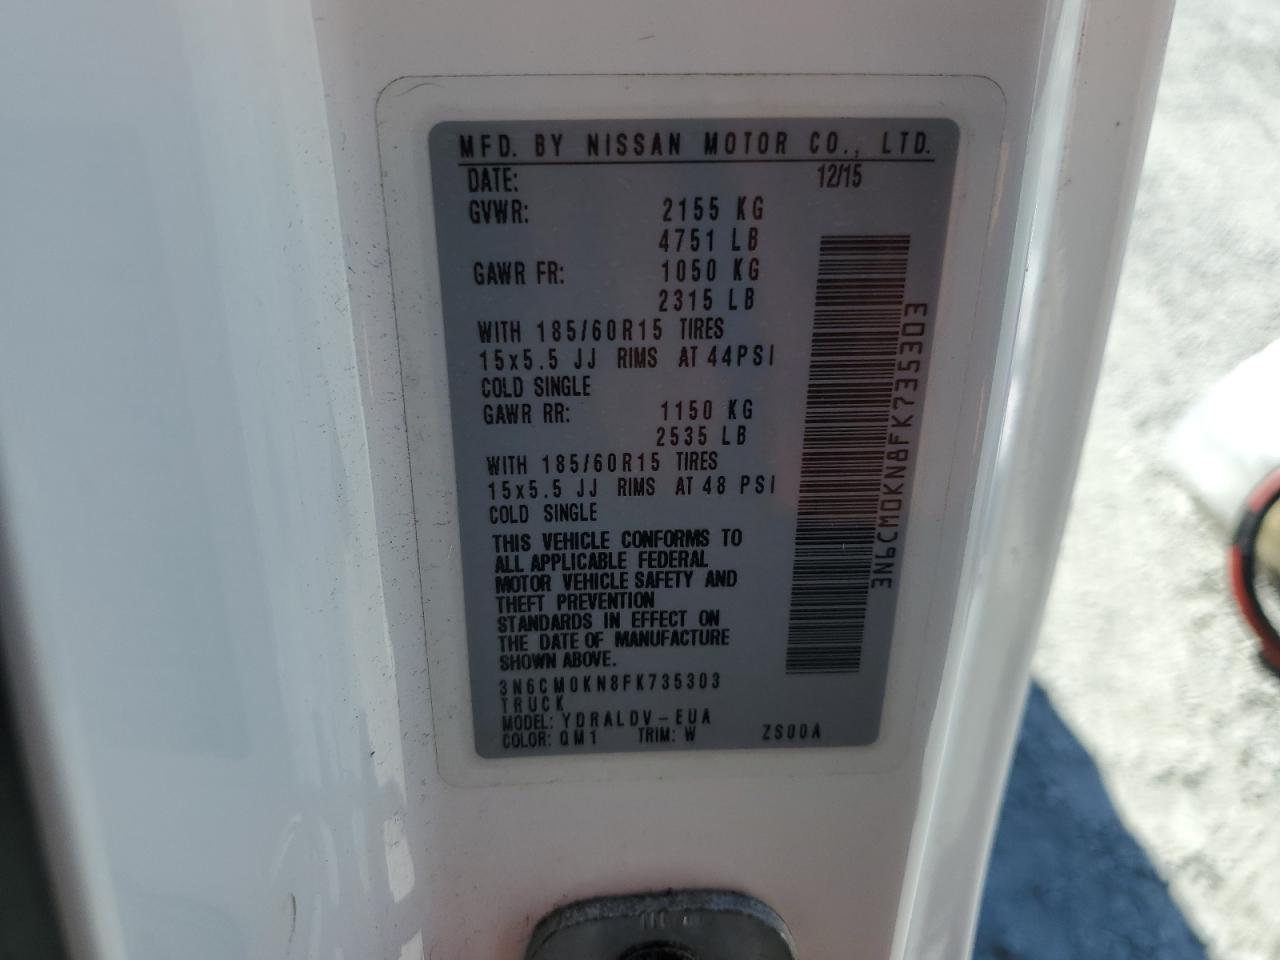 MFD. BY NISSAN MOTOR CO., LTD.
DATE: 12/15
GVWR: 2155 KG
4751 LB
GAWR FR: 1050 KG
2315 LB
WITH 185/60R15 TIRES
15x5.5 JJ RIMS AT 44PSI
COLD SINGLE
GAWR RR: 1150 KG
2535 LB
WITH 185/60R15 TIRES
15x5.5 JJ RIMS AT 48 PSI
COLD SINGLE
THIS VEHICLE CONFORMS TO
ALL APPLICABLE FEDERAL
MOTOR VEHICLE SAFETY AND
THEFT PREVENTION
STANDARDS IN EFFECT ON
THE DATE OF MANUFACTURE
SHOWN ABOVE.
3N6CM0KN8FK735303
TRUCK
MODEL: YDRALDV-EUA
COLOR: QM1 TRIM: W ZS00A
3N6CM0KN8FK735303